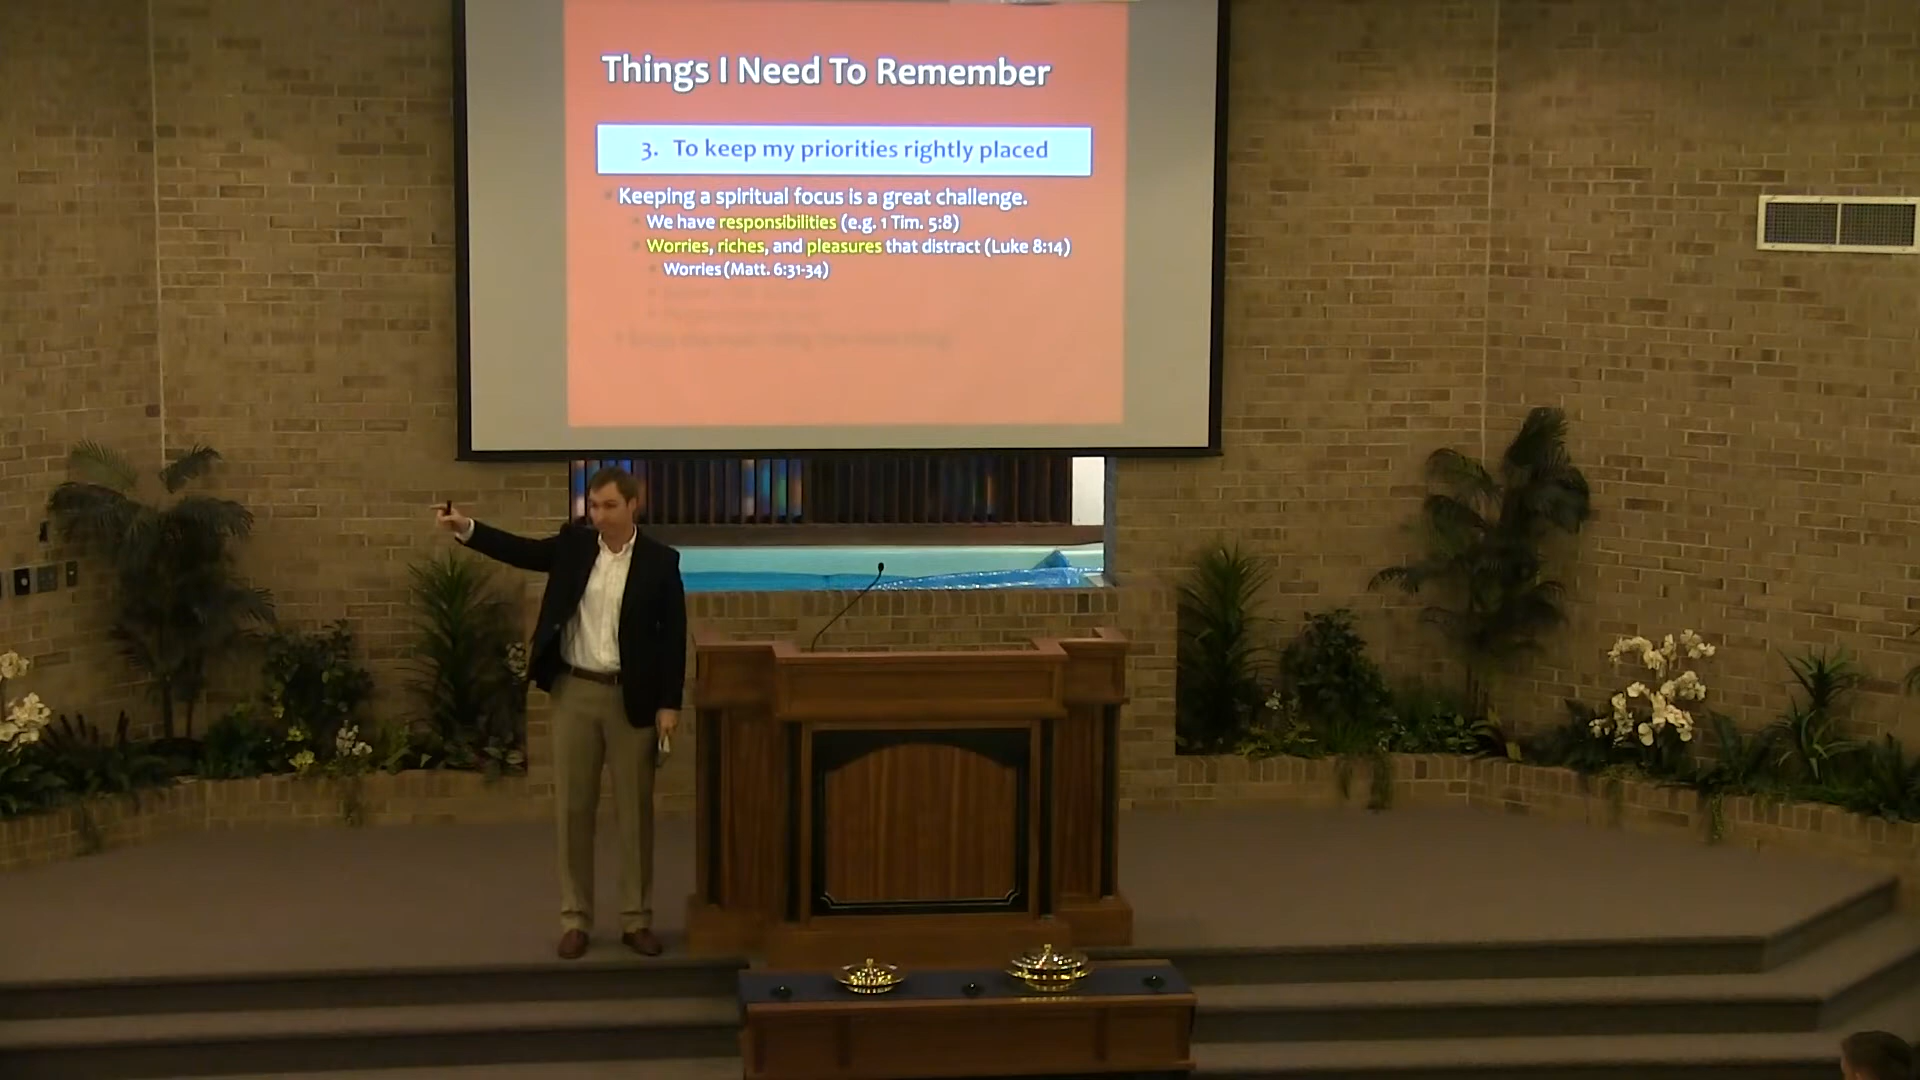 Things I Need To Remember
3. To keep my priorities rightly placed
Keeping a spiritual focus is a great challenge.
We have responsibilities (e.g. 1 Tim. 5:8)
Worries, riches, and pleasures that distract (Luke 8:14)
Worries (Matt. 6:31-34)